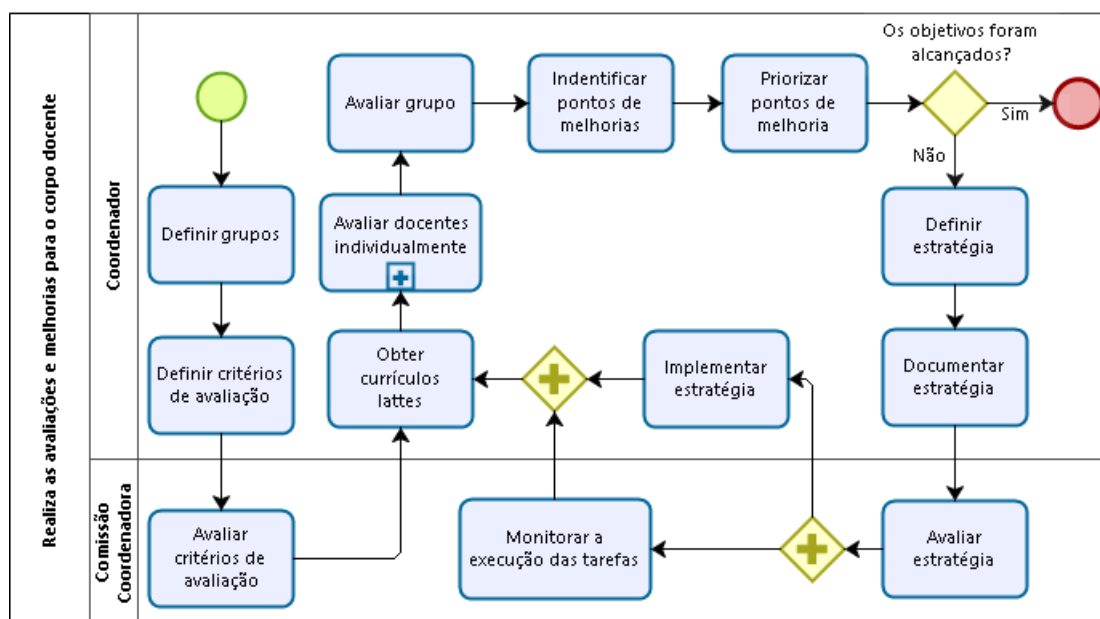 Realiza as avaliações e melhorias para o corpo docente
Coordenador
Os objetivos foram
alcançados?
Sim
Não
Avaliar grupo
Indentificar
pontos de
melhorias
Priorizar
pontos de
melhoria
Definir grupos
Avaliar docentes
individualmente
Definir
estratégia
Definir critérios
de avaliação
Obter
currículos
lattes
Implementar
estratégia
Documentar
estratégia
Comissão
Coordenadora
Avaliar
critérios de
avaliação
Monitorar a
execução das tarefas
Avaliar
estratégia